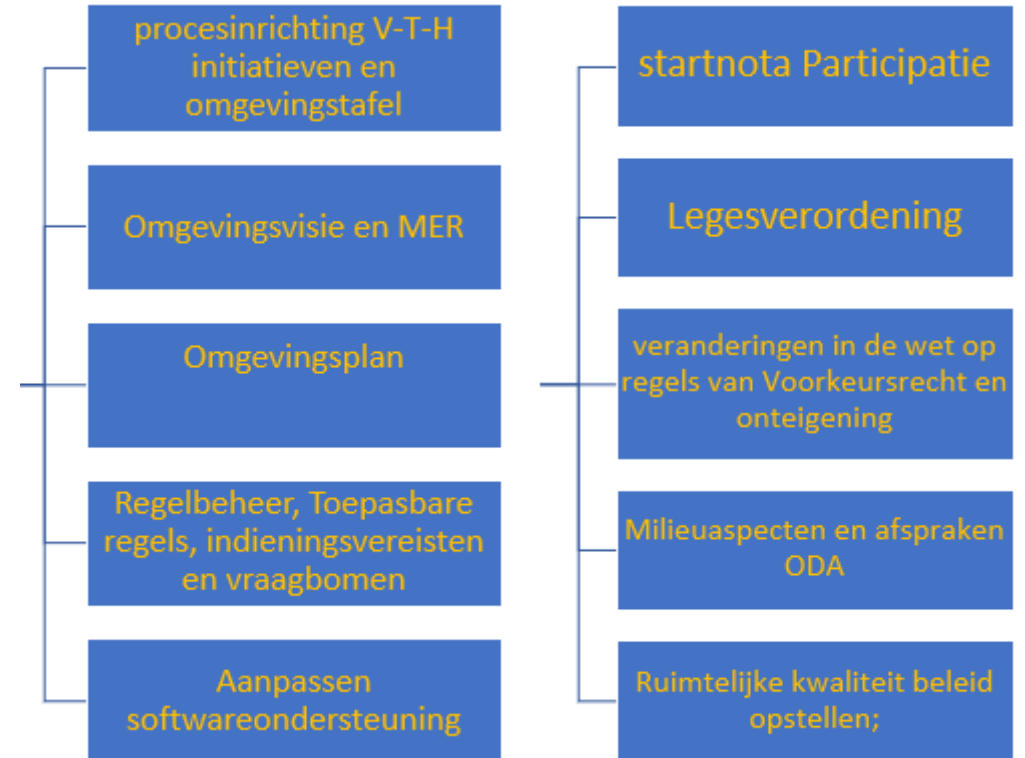 procesinrichting V-T-H
initiatieven en
omgevingstafel
Omgevingsvisie en MER
Omgevingsplan
Regelbeheer, Toepasbare
regels, indieningsvereisten
en vraagbomen
Aanpassen
softwareondersteuning
startnota Participatie
Legesverordening
veranderingen in de wet op
regels van Voorkeursrecht en
onteigening
Milieuaspecten en afspraken
ODA
Ruimtelijke kwaliteit beleid
opstellen;